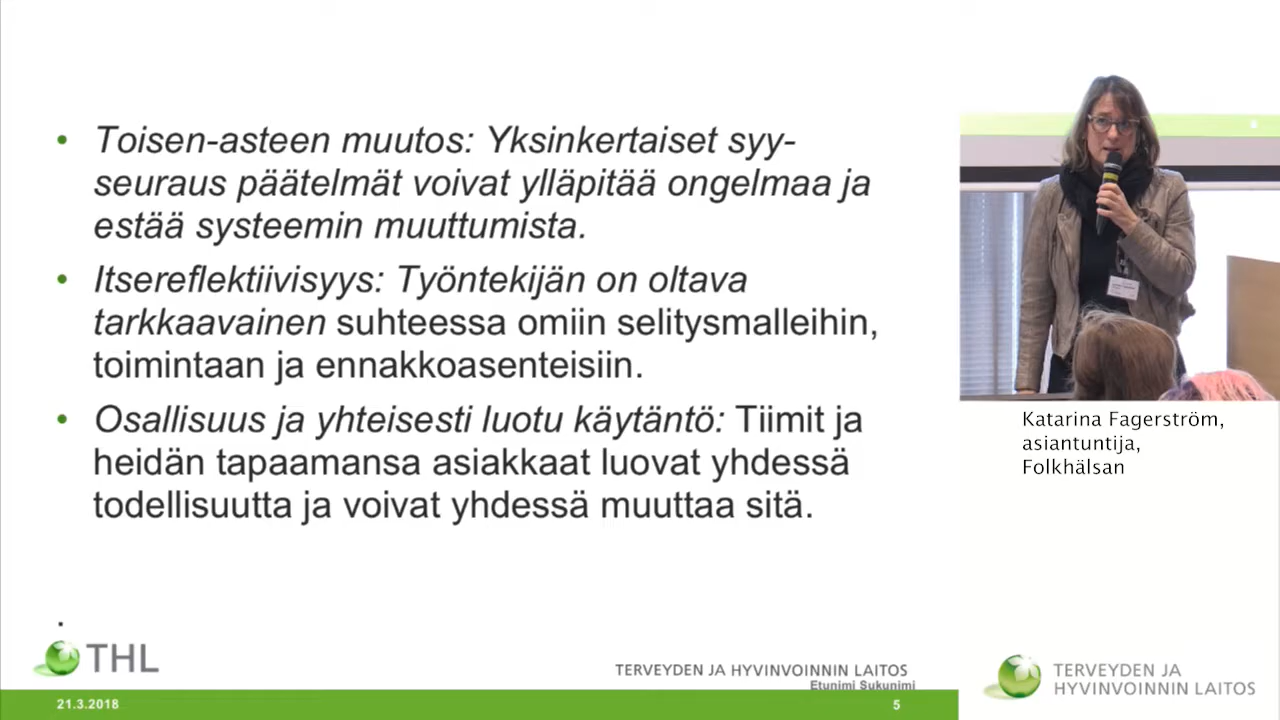 • Toisen-asteen muutos: Yksinkertaiset syy-
seuraus päätelmät voivat ylläpitää ongelmaa ja
estää systeemin muuttumista.
• Itsereflektiivisyys: Työntekijän on oltava
tarkkaavainen suhteessa omiin selitysmalleihin,
toimintaan ja ennakkoasenteisiin.
• Osallisuus ja yhteisesti luotu käytäntö: Tiimit ja
heidän tapaamansa asiakkaat luovat yhdessä
todellisuutta ja voivat yhdessä muuttaa sitä.
.
THL
TERVEYDEN JA HYVINVOINNIN LAITOS
Etunimi Sukunimi
21.3.2018
5
Katarina Fagerström,
asiantuntija,
Folkhälsan
TERVEYDEN JA
HYVINVOINNIN LAITOS